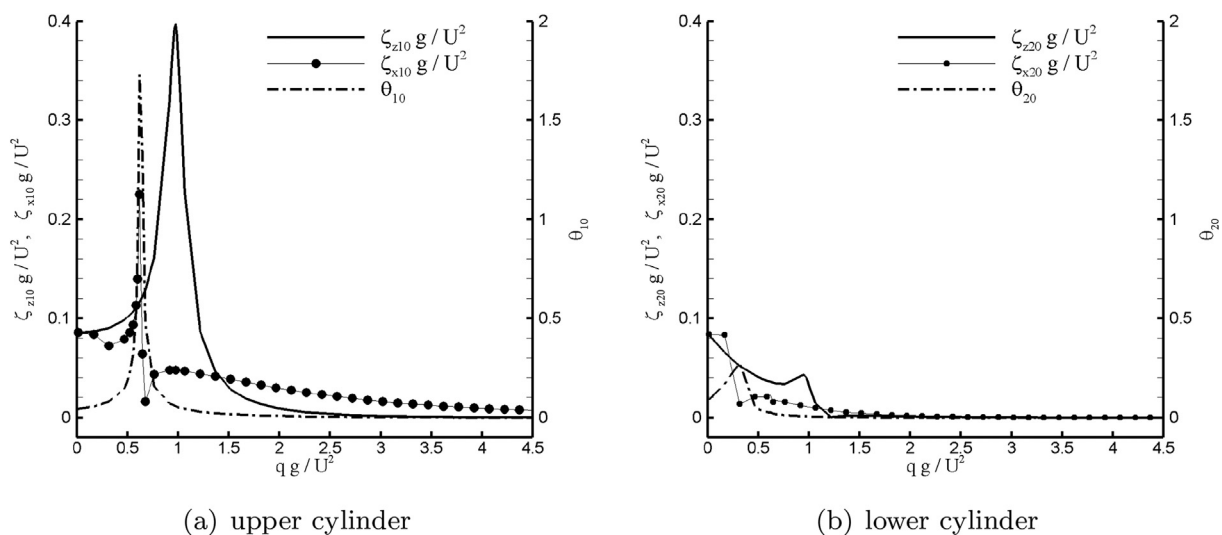 0.4
0.3
0.2
0.1
0
ζz10 g / U², ζx10 g / U²
ζz10 g / U²
ζx10 g / U²
θ10
2
1.5
1
0.5
0
θ10
0 0.5 1 1.5 2 2.5 3 3.5 4 4.5
q g / U²
(a) upper cylinder
0.4
0.3
0.2
0.1
0
ζz20 g / U², ζx20 g / U²
ζz20 g / U²
ζx20 g / U²
θ20
2
1.5
1
0.5
0
θ20
0 0.5 1 1.5 2 2.5 3 3.5 4 4.5
q g / U²
(b) lower cylinder